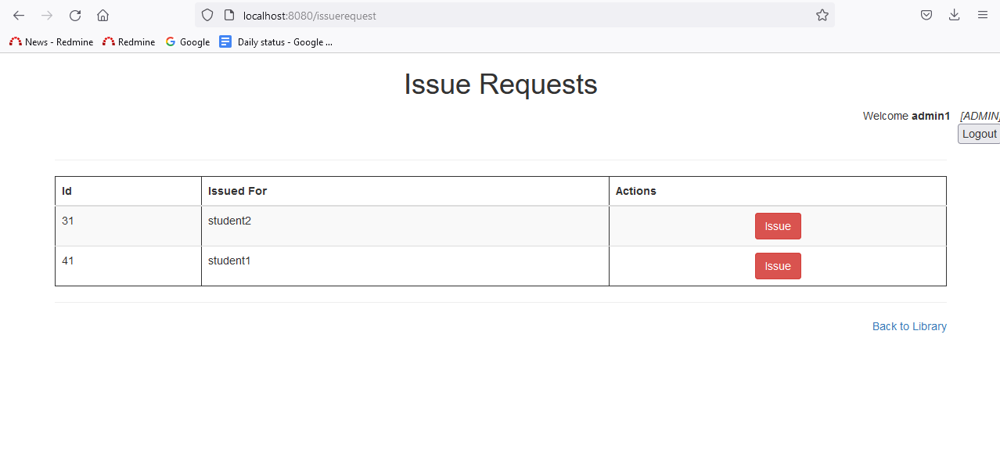 localhost:8080/issuerequest
News - Redmine Redmine Google Daily status - Google ...
Issue Requests
Welcome admin1 [ADMIN]
Logout
Id Issued For Actions
31 student2 Issue
41 student1 Issue
Back to Library